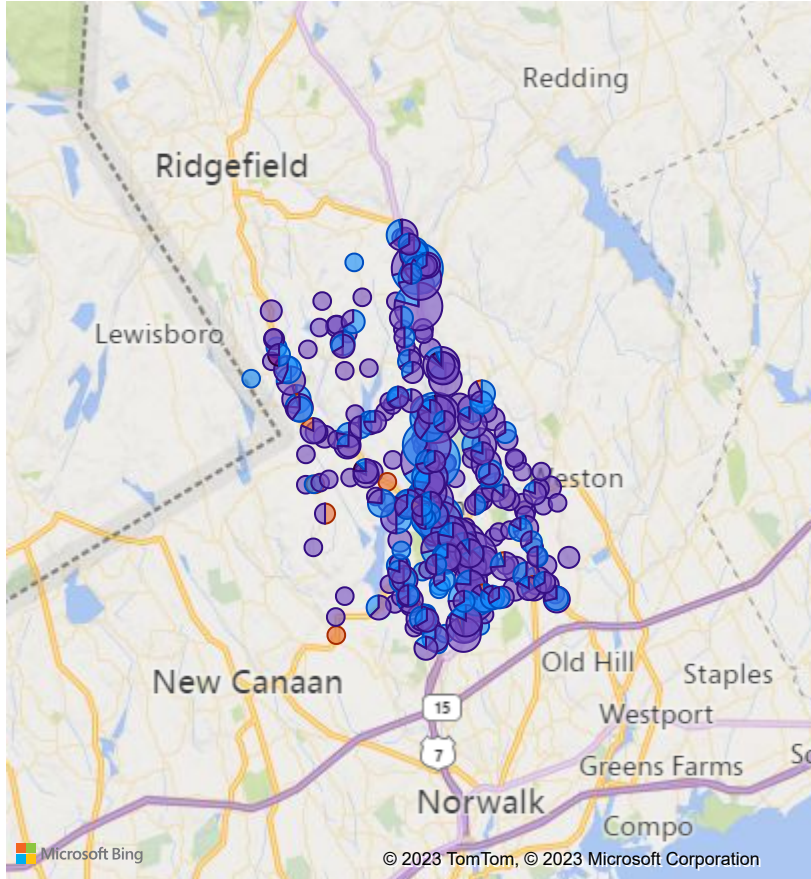 Redding
Ridgefield
Lewisboro
Weston
New Canaan
Old Hill
Staples
15
Westport
7
Greens Farms
Norwalk
Compo
Microsoft Bing
© 2023 TomTom, © 2023 Microsoft Corporation